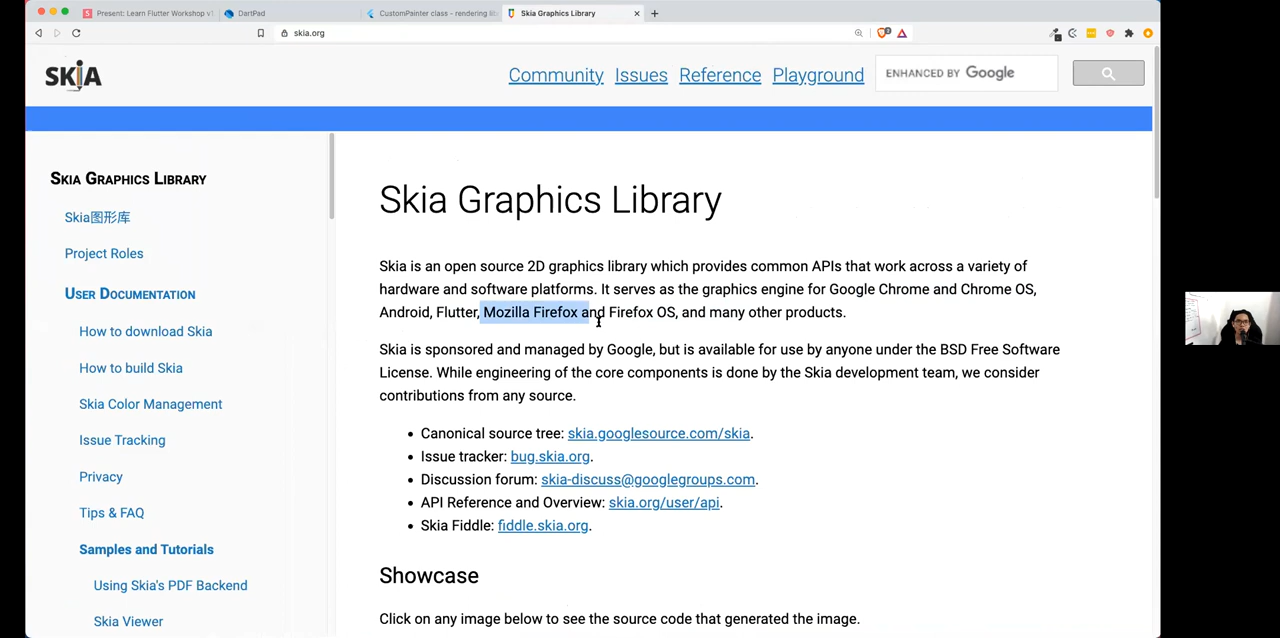 Present: Learn Flutter Workshop v1
DartPad
CustomPainter class - rendering lib
Skia Graphics Library
skia.org
SKIA
Community Issues Reference Playground
ENHANCED BY Google
SKIA GRAPHICS LIBRARY
Skia图形库
Project Roles
USER DOCUMENTATION
How to download Skia
How to build Skia
Skia Color Management
Issue Tracking
Privacy
Tips & FAQ
Samples and Tutorials
Using Skia's PDF Backend
Skia Viewer
Skia Graphics Library
Skia is an open source 2D graphics library which provides common APIs that work across a variety of
hardware and software platforms. It serves as the graphics engine for Google Chrome and Chrome OS,
Android, Flutter, Mozilla Firefox and Firefox OS, and many other products.
Skia is sponsored and managed by Google, but is available for use by anyone under the BSD Free Software
License. While engineering of the core components is done by the Skia development team, we consider
contributions from any source.
• Canonical source tree: skia.googlesource.com/skia.
• Issue tracker: bug.skia.org.
• Discussion forum: skia-discuss@googlegroups.com.
• API Reference and Overview: skia.org/user/api.
• Skia Fiddle: fiddle.skia.org.
Showcase
Click on any image below to see the source code that generated the image.